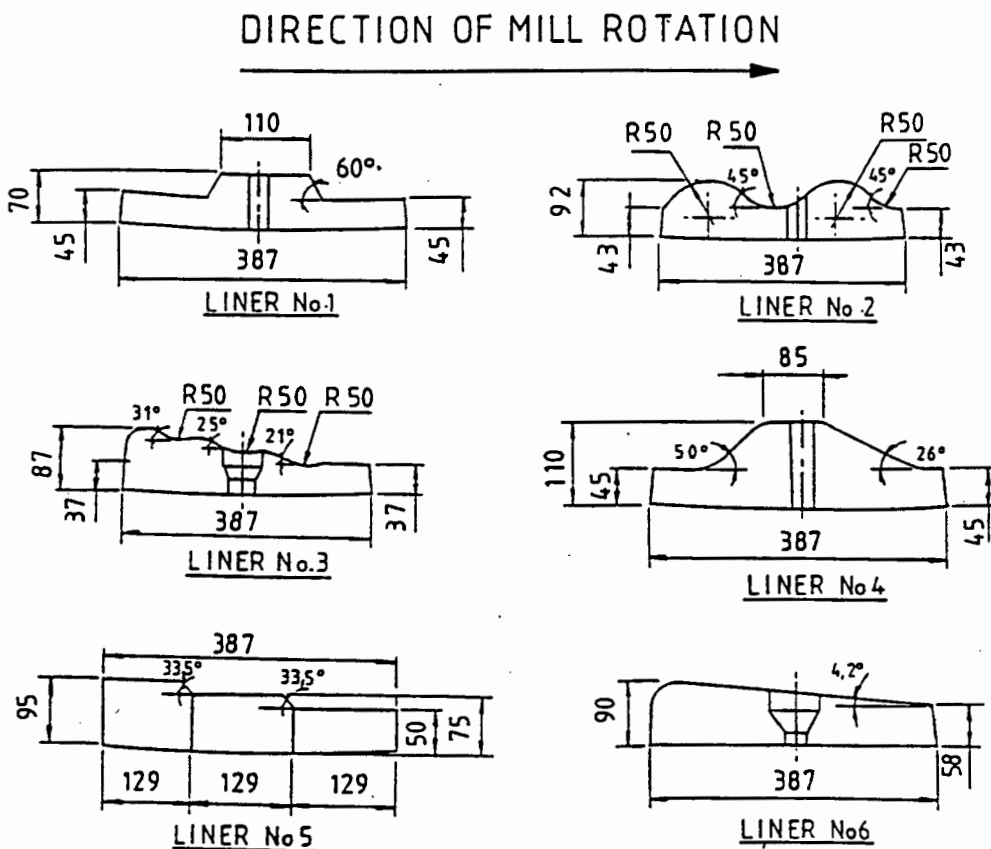 DIRECTION OF MILL ROTATION
110
60°.
70
45
45
387
LINER No.1
R50
R50
R50
R50
45°
45°
92
43
43
387
LINER No.2
R50
R50
R50
31°
25°
21°
87
37
37
387
LINER No.3
85
50°
26°
110
45
45
387
LINER No4
387
33,5°
33,5°
95
50
75
129
129
129
LINER No5
4,2°
90
58
387
LINER No6